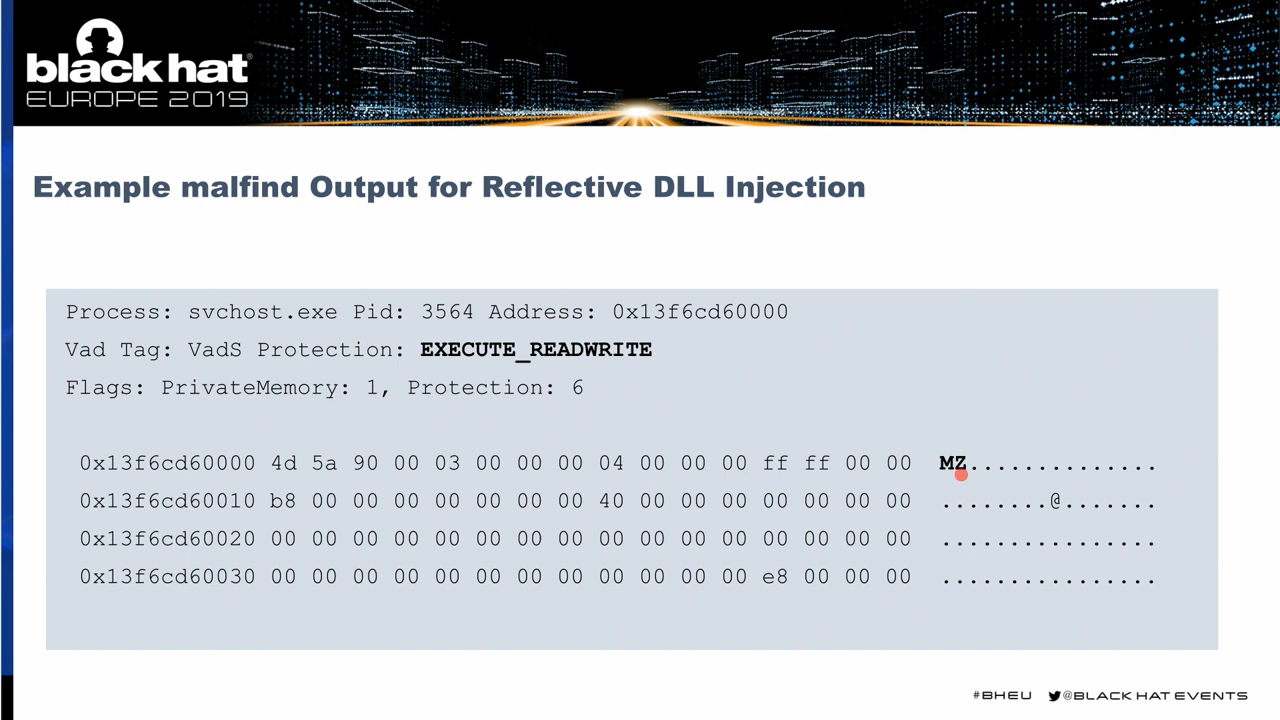 black hat®
EUROPE 2019
Example malfind Output for Reflective DLL Injection
Process: svchost.exe Pid: 3564 Address: 0x13f6cd60000
Vad Tag: VadS Protection: EXECUTE_READWRITE
Flags: PrivateMemory: 1, Protection: 6
0x13f6cd60000 4d 5a 90 00 03 00 00 00 04 00 00 00 ff ff 00 00 MZ..............
0x13f6cd60010 b8 00 00 00 00 00 00 00 40 00 00 00 00 00 00 00 ........@.......
0x13f6cd60020 00 00 00 00 00 00 00 00 00 00 00 00 00 00 00 00 ................
0x13f6cd60030 00 00 00 00 00 00 00 00 00 00 00 00 e8 00 00 00 ................
#BHEU @BLACK HAT EVENTS